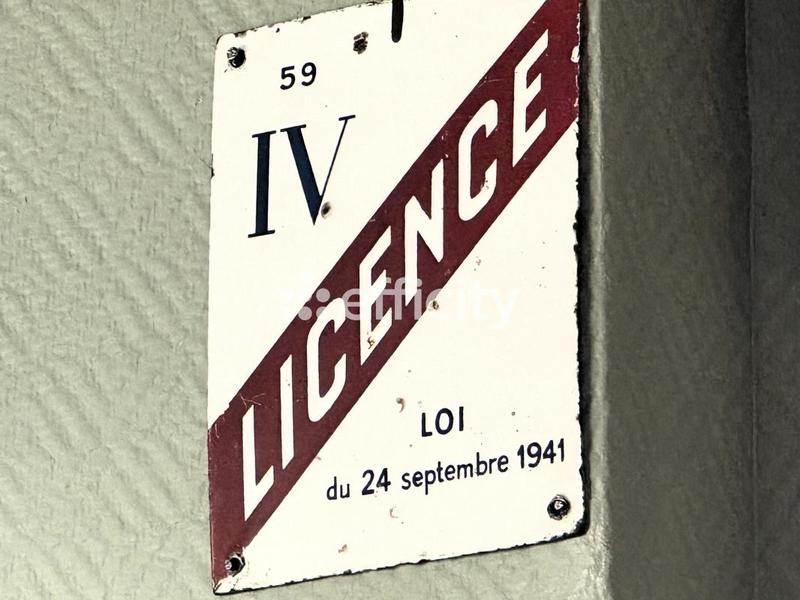 59
IV
LICENCE
efficity
LOI
du 24 septembre 1941